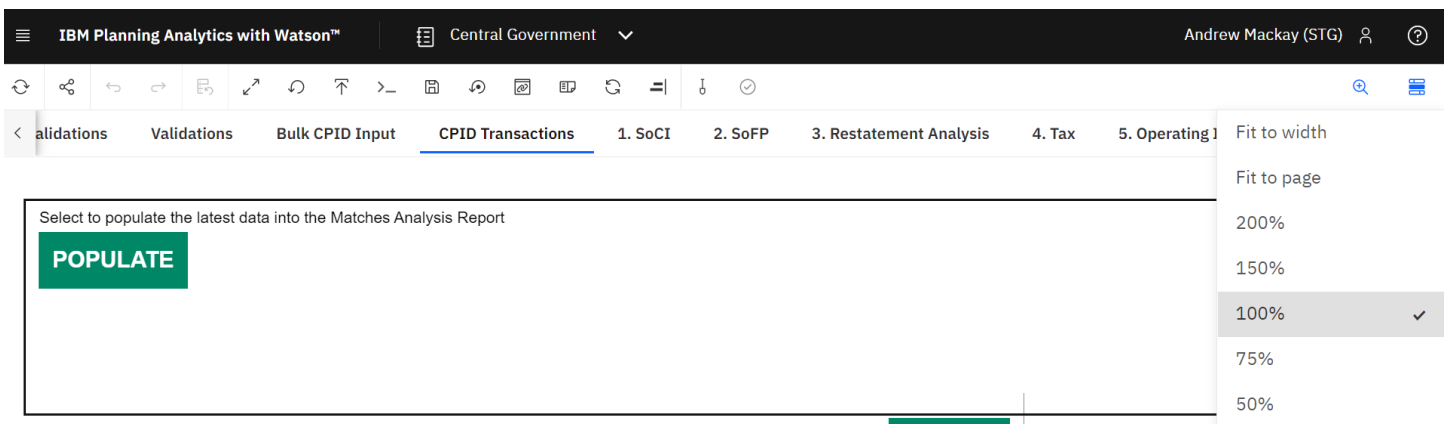 IBM Planning Analytics with Watson™
Central Government
Andrew Mackay (STG)
alidations
Validations
Bulk CPID Input
CPID Transactions
1. SoCI
2. SoFP
3. Restatement Analysis
4. Tax
5. Operating
Fit to width
Fit to page
200%
150%
100%
75%
50%
Select to populate the latest data into the Matches Analysis Report
POPULATE